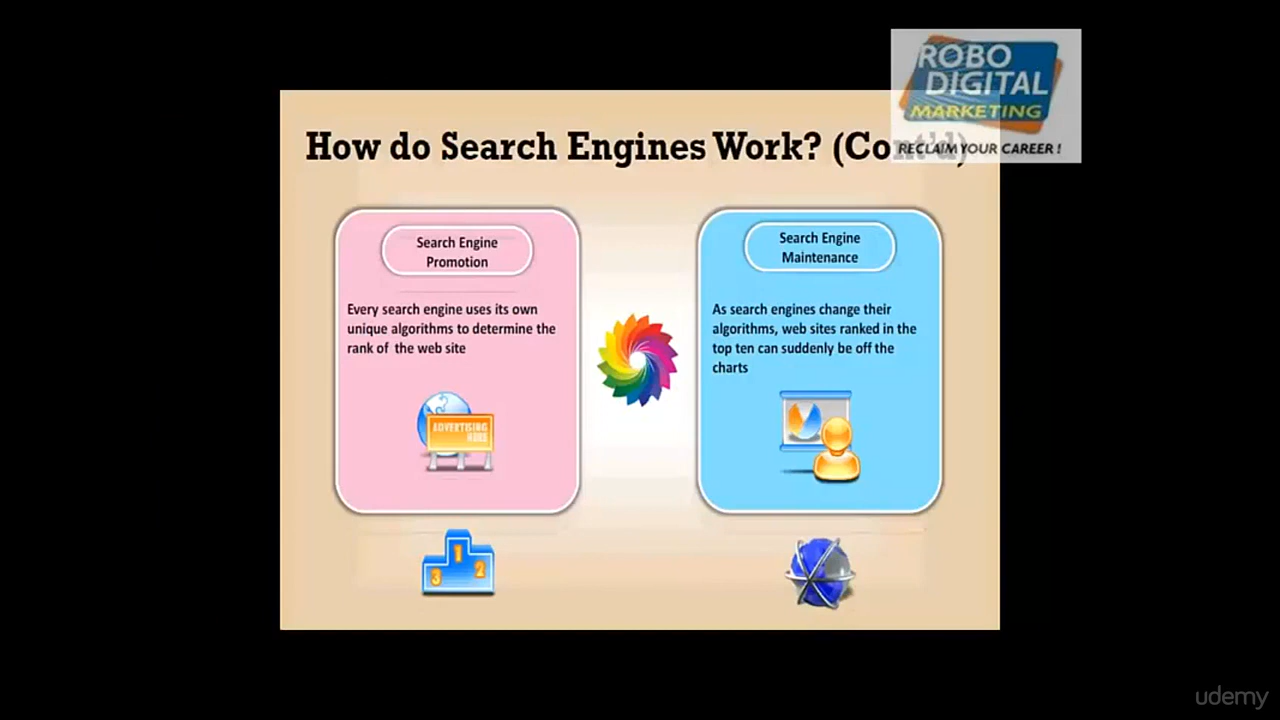 ROBO
DIGITAL
MARKETING
RECLAIM YOUR CAREER !
How do Search Engines Work? (Cont'd)
Search Engine
Promotion
Every search engine uses its own
unique algorithms to determine the
rank of the web site
ADVERTISING
HERE
1
2
3
Search Engine
Maintenance
As search engines change their
algorithms, web sites ranked in the
top ten can suddenly be off the
charts
udemy